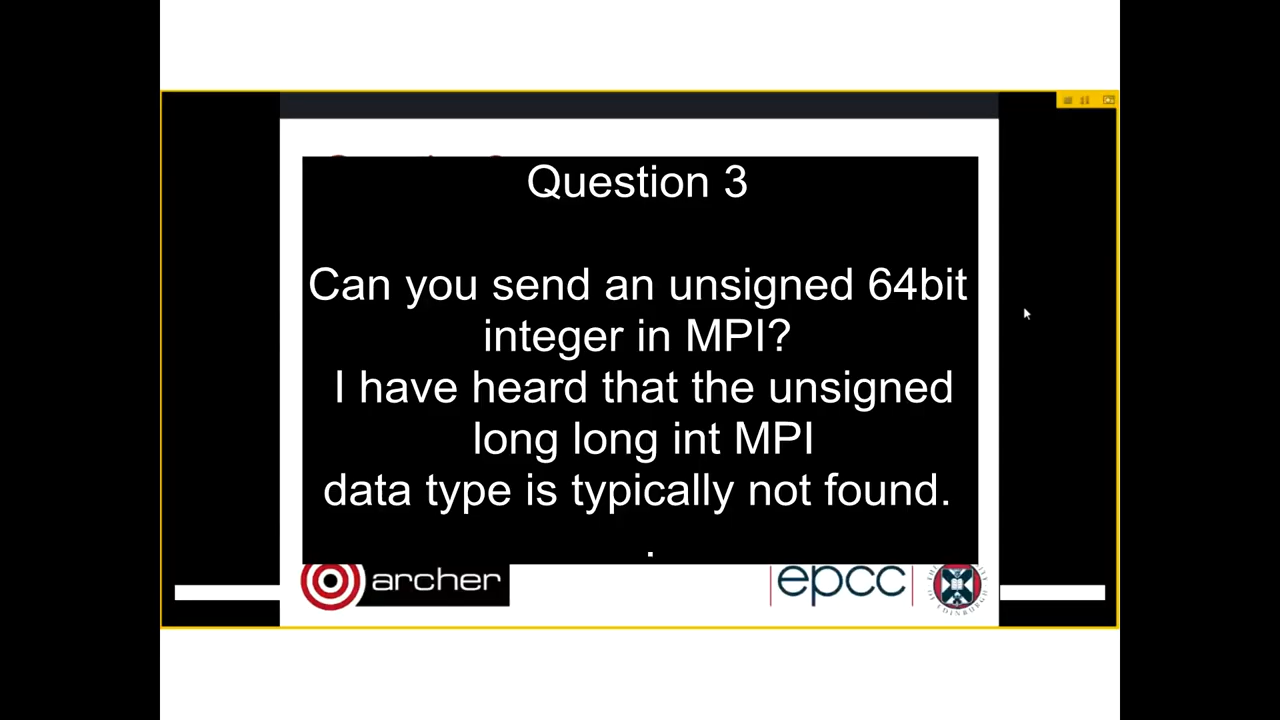 Question 3
Can you send an unsigned 64bit
integer in MPI?
I have heard that the unsigned
long long int MPI
data type is typically not found.
.
archer
epcc